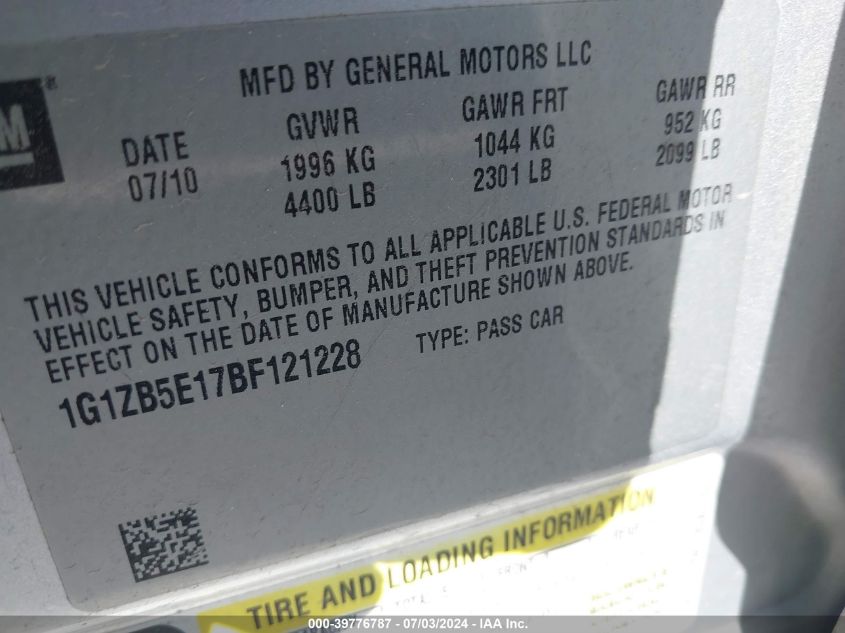 GM
MFD BY GENERAL MOTORS LLC
DATE GVWR GAWR FRT GAWR RR
07/10 1996 KG 1044 KG 952 KG
4400 LB 2301 LB 2099 LB
THIS VEHICLE CONFORMS TO ALL APPLICABLE U.S. FEDERAL MOTOR
VEHICLE SAFETY, BUMPER, AND THEFT PREVENTION STANDARDS IN
EFFECT ON THE DATE OF MANUFACTURE SHOWN ABOVE.
1G1ZB5E17BF121228 TYPE: PASS CAR
TIRE AND LOADING INFORMATION
000-39776787 - 07/03/2024 - IAA Inc.